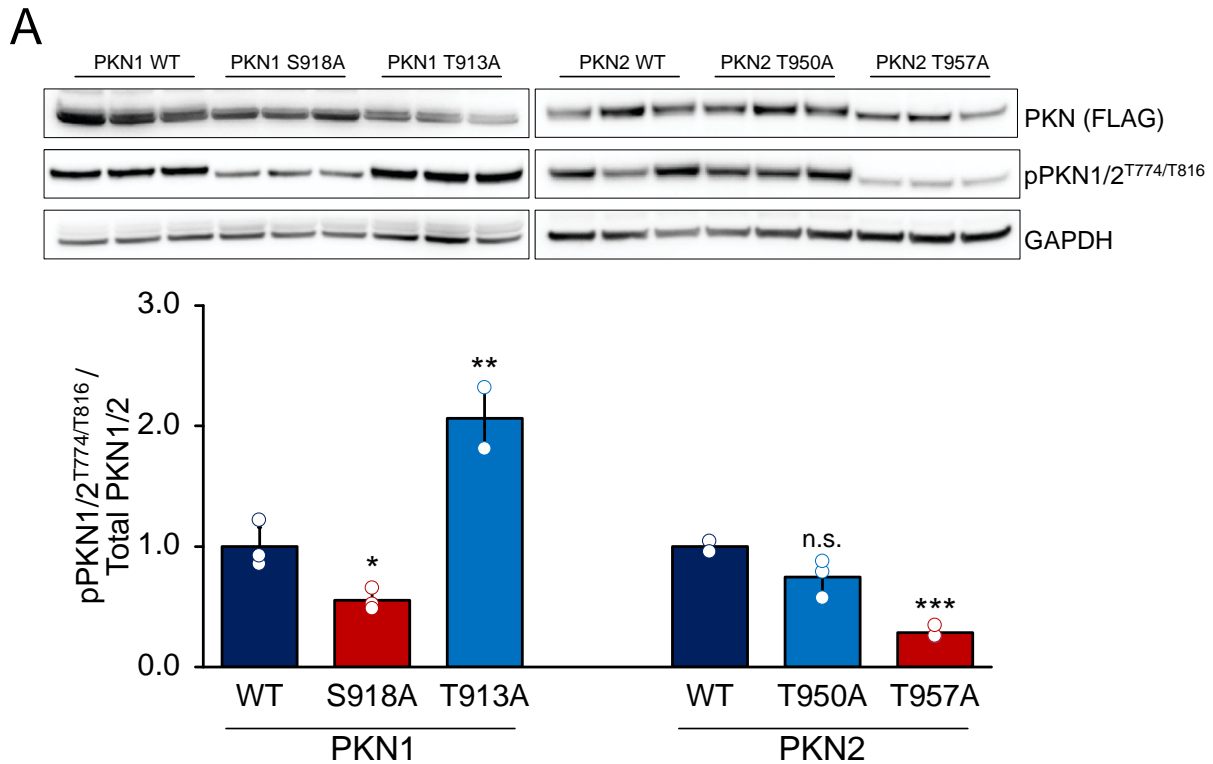 A
PKN1 WT PKN1 S918A PKN1 T913A PKN2 WT PKN2 T950A PKN2 T957A
PKN (FLAG)
pPKN1/2T774/T816
GAPDH
pPKN1/2T774/T816 /
Total PKN1/2
3.0
2.0
1.0
0.0
* ** n.s. ***
WT S918A T913A WT T950A T957A
PKN1 PKN2